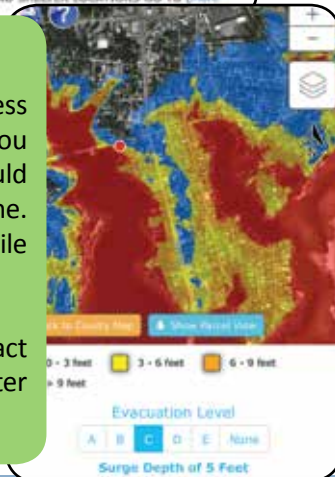 ?
+
−
ess
ou
uld
ne.
ile
act
ter
to County Map
Show Parcel View
0 - 3 feet 3 - 6 feet 6 - 9 feet
> 9 feet
Evacuation Level
A B C D E None
Surge Depth of 5 Feet